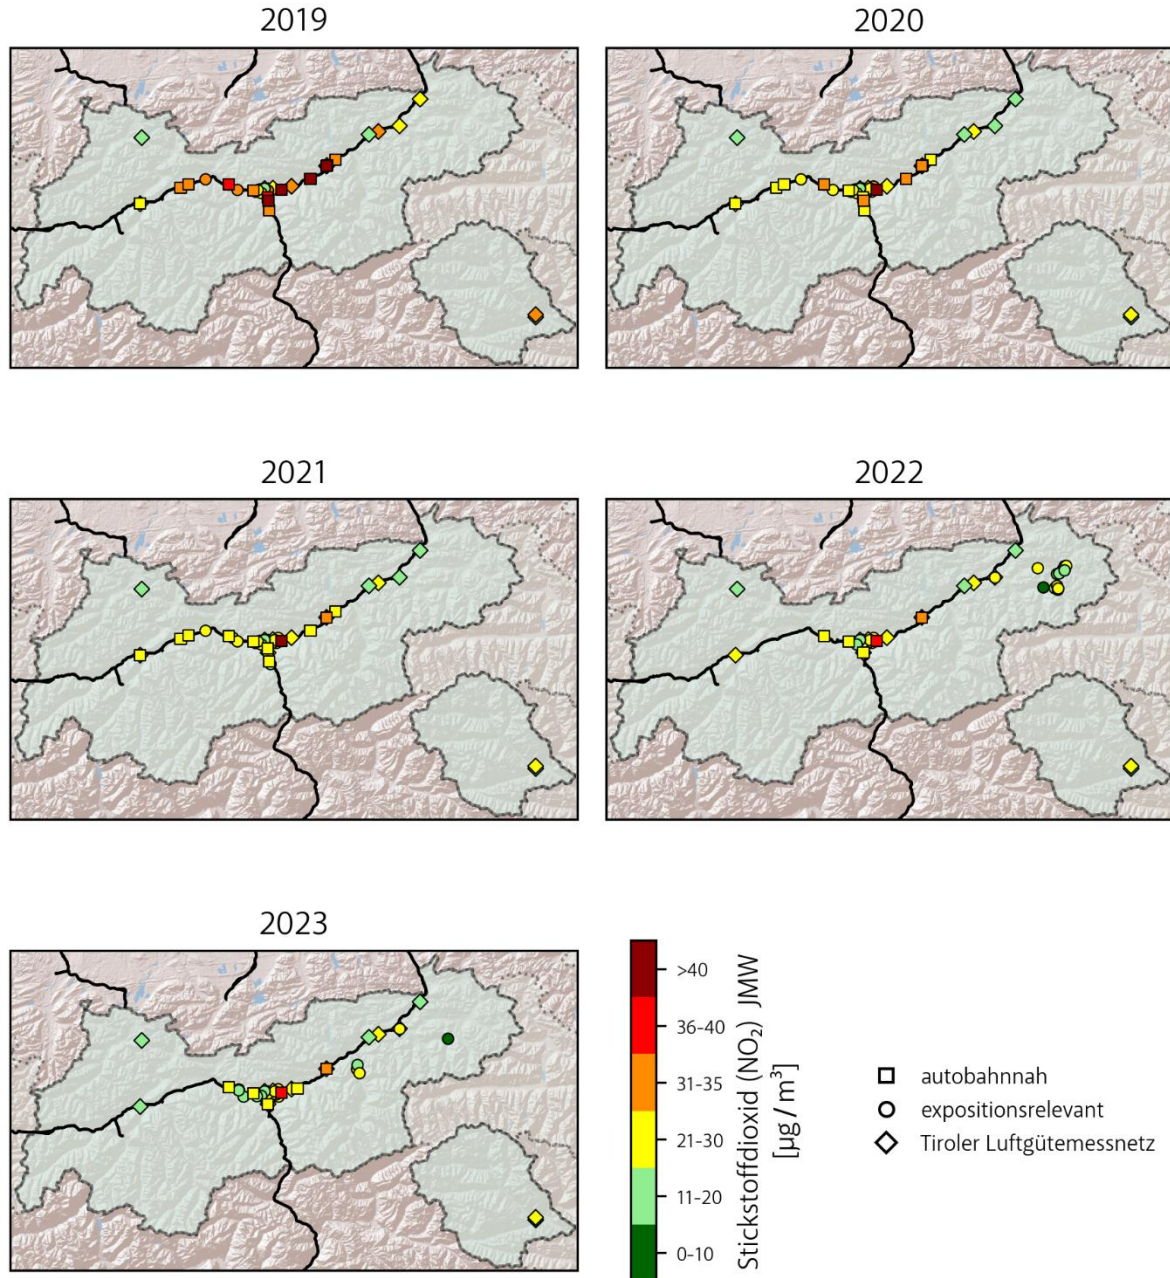 2019
2020
2021
2022
2023
>40
36-40
31-35
21-30
11-20
0-10
Stickstoffdioxid (NO₂) JMW
[µg / m³]
autobahnnah
expositionsrelevant
Tiroler Luftgütemessnetz